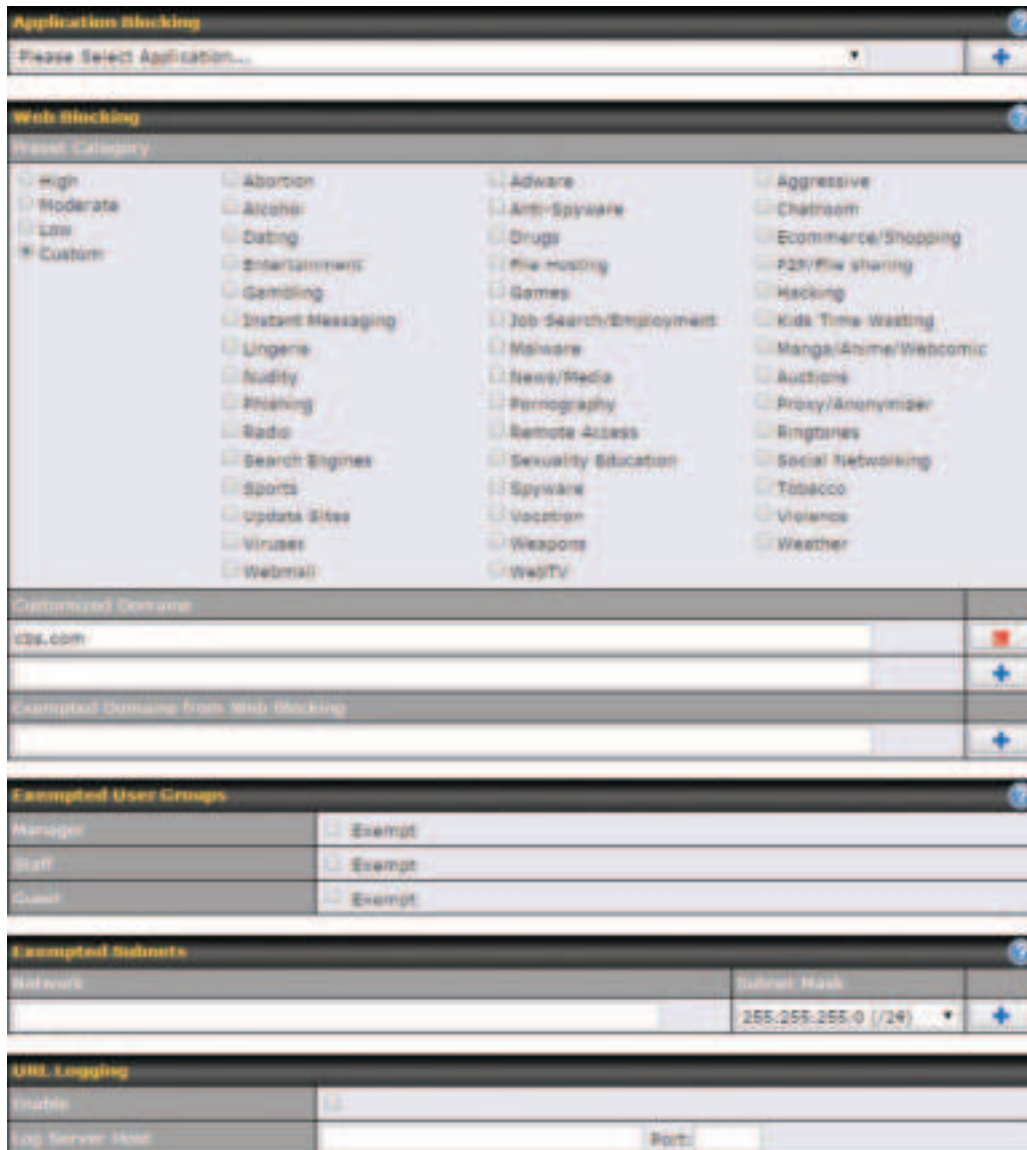 Application Blocking
Please Select Application...
Web Blocking
Preset Category
High
Moderate
Low
Custom
Abortion Adware Aggressive
Alcohol Anti-Spyware Chatroom
Dating Drugs Ecommerce/Shopping
Entertainment File Hosting P2P/File sharing
Gambling Games Hacking
Instant Messaging Job Search/Employment Kids Time Wasting
Lingerie Malware Manga/Anime/Webcomic
Nudity News/Media Auctions
Phishing Pornography Proxy/Anonymizer
Radio Remote Access Ringtones
Search Engines Sexuality Education Social Networking
Sports Spyware Tobacco
Update Sites Vacation Violence
Viruses Weapons Weather
Webmail WebTV
Customized Domains
cbs.com
Exempted Domains from Web Blocking
Exempted User Groups
Manager Exempt
Staff Exempt
Guest Exempt
Exempted Subnets
Network Subnet Mask
255.255.255.0 (/24)
URL Logging
Enable
Log Server Host Port: